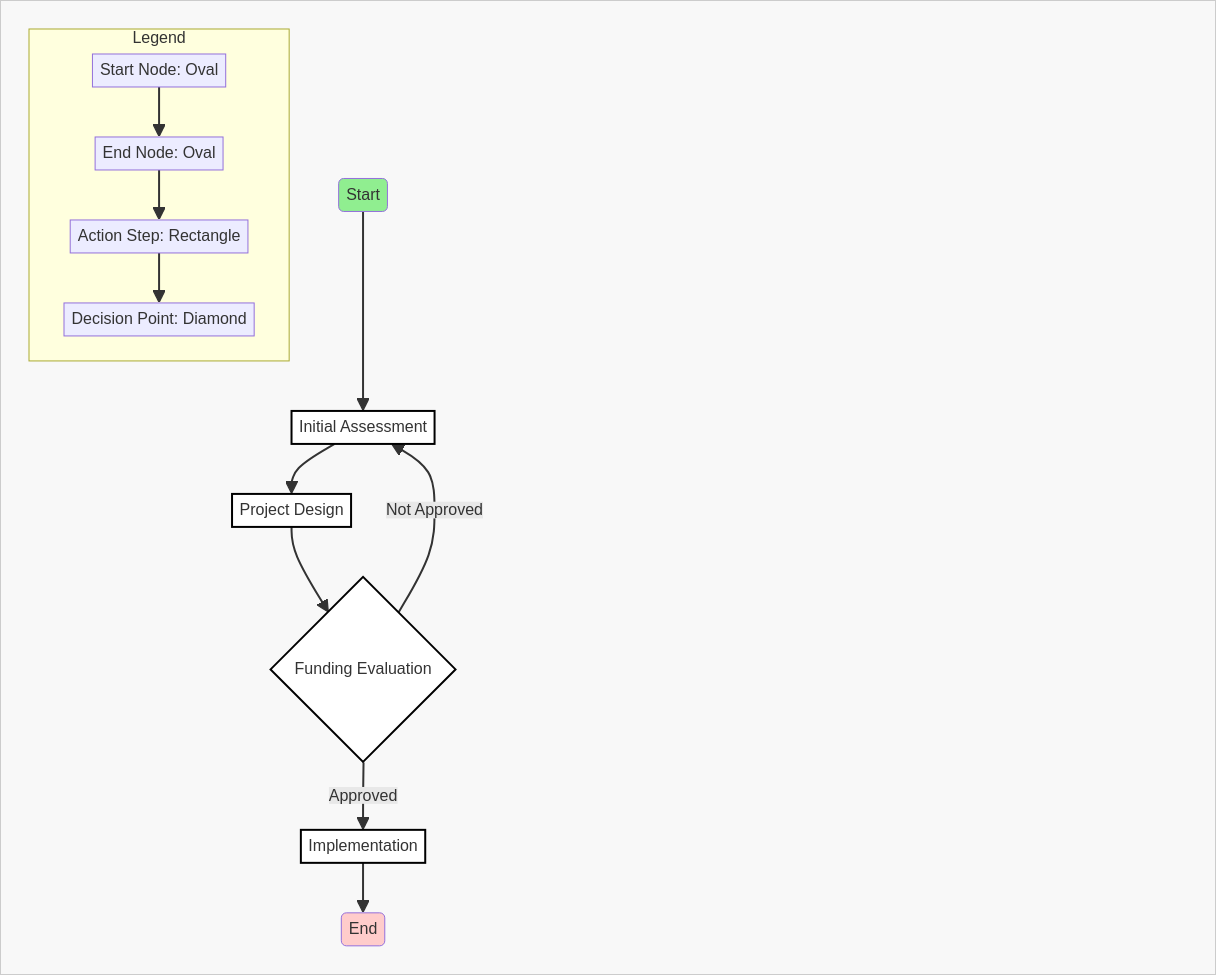 Legend
Start Node: Oval
End Node: Oval
Action Step: Rectangle
Decision Point: Diamond
Start
Initial Assessment
Project Design
Not Approved
Funding Evaluation
Approved
Implementation
End